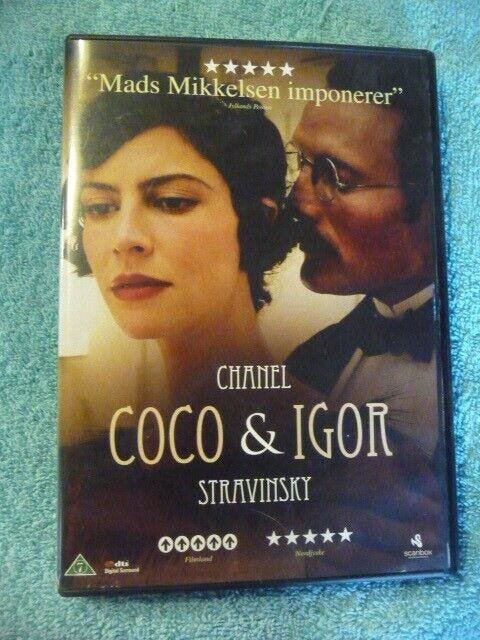 “Mads Mikkelsen imponerer”
Jyllands Posten
CHANEL
COCO & IGOR
STRAVINSKY
7
dts
Digital Surround
Filmland
Nordjyske
scanbox